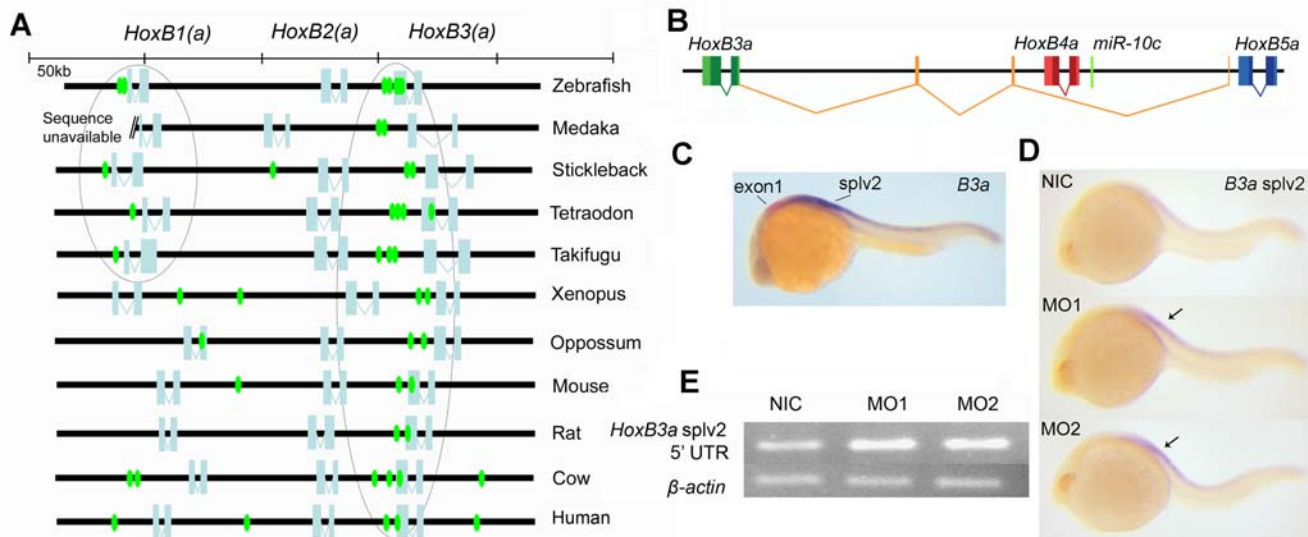 A
HoxB1(a) HoxB2(a) HoxB3(a)
50kb
Zebrafish
Sequence
unavailable
Medaka
Stickleback
Tetraodon
Takifugu
Xenopus
Oppossum
Mouse
Rat
Cow
Human
B
HoxB3a HoxB4a miR-10c HoxB5a
C
exon1 splv2 B3a
D
NIC B3a splv2
MO1
MO2
E
NIC MO1 MO2
HoxB3a splv2
5' UTR
β-actin